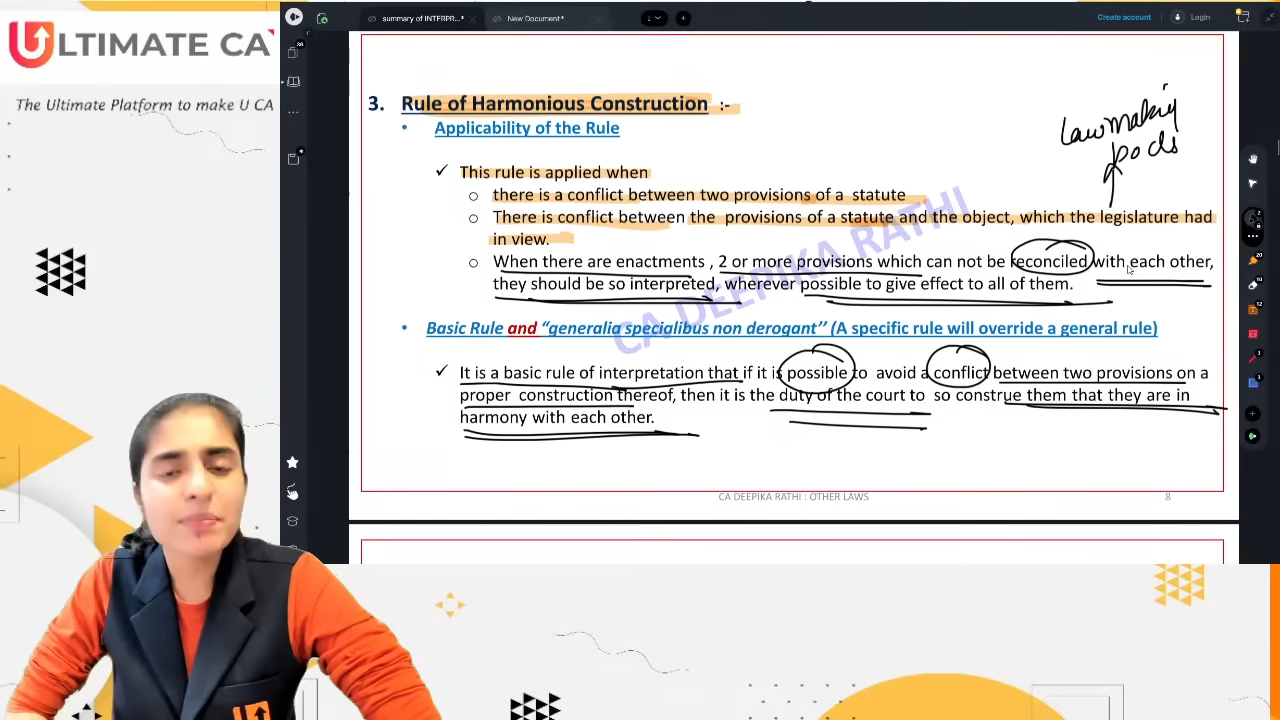 ULTIMATE CA
The Ultimate Platform to make U CA
summary of INTERPR...*
New Document*
1
Create account
Login
3. Rule of Harmonious Construction :-
• Applicability of the Rule
lawmaking
✓ This rule is applied when
o there is a conflict between two provisions of a statute
o There is conflict between the provisions of a statute and the object, which the legislature had
in view.
o When there are enactments , 2 or more provisions which can not be reconciled with each other,
they should be so interpreted, wherever possible to give effect to all of them.
CA DEEPIKA RATHI
• Basic Rule and "generalia specialibus non derogant" (A specific rule will override a general rule)
✓ It is a basic rule of interpretation that if it is possible to avoid a conflict between two provisions on a
proper construction thereof, then it is the duty of the court to so construe them that they are in
harmony with each other.
CA DEEPIKA RATHI : OTHER LAWS
8